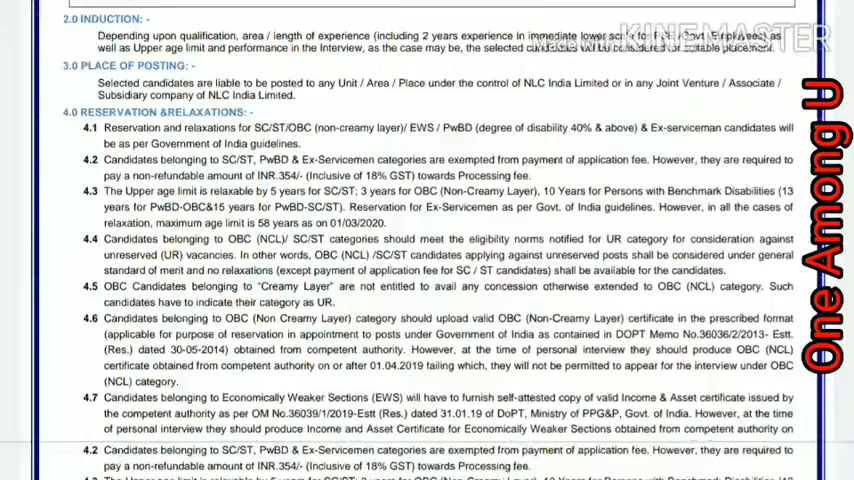 2.0 INDUCTION: -
Depending upon qualification, area / length of experience (including 2 years experience in immediate lower scale for PSE / Govt. Employees) as
well as Upper age limit and performance in the Interview, as the case may be, the selected candidates will be considered for suitable placement.
Made with KINEMASTER
3.0 PLACE OF POSTING: -
Selected candidates are liable to be posted to any Unit / Area / Place under the control of NLC India Limited or in any Joint Venture / Associate /
Subsidiary company of NLC India Limited.
4.0 RESERVATION &RELAXATIONS: -
4.1 Reservation and relaxations for SC/ST/OBC (non-creamy layer)/ EWS / PwBD (degree of disability 40% & above) & Ex-serviceman candidates will
be as per Government of India guidelines.
4.2 Candidates belonging to SC/ST, PwBD & Ex-Servicemen categories are exempted from payment of application fee. However, they are required to
pay a non-refundable amount of INR.354/- (Inclusive of 18% GST) towards Processing fee.
4.3 The Upper age limit is relaxable by 5 years for SC/ST; 3 years for OBC (Non-Creamy Layer), 10 Years for Persons with Benchmark Disabilities (13
years for PwBD-OBC&15 years for PwBD-SC/ST). Reservation for Ex-Servicemen as per Govt. of India guidelines. However, in all the cases of
relaxation, maximum age limit is 58 years as on 01/03/2020.
4.4 Candidates belonging to OBC (NCL)/ SC/ST categories should meet the eligibility norms notified for UR category for consideration against
unreserved (UR) vacancies. In other words, OBC (NCL) /SC/ST candidates applying against unreserved posts shall be considered under general
standard of merit and no relaxations (except payment of application fee for SC / ST candidates) shall be available for the candidates.
4.5 OBC Candidates belonging to "Creamy Layer" are not entitled to avail any concession otherwise extended to OBC (NCL) category. Such
candidates have to indicate their category as UR.
4.6 Candidates belonging to OBC (Non Creamy Layer) category should upload valid OBC (Non-Creamy Layer) certificate in the prescribed format
(applicable for purpose of reservation in appointment to posts under Government of India as contained in DOPT Memo No.36036/2/2013- Estt.
(Res.) dated 30-05-2014) obtained from competent authority. However, at the time of personal interview they should produce OBC (NCL)
certificate obtained from competent authority on or after 01.04.2019 failing which, they will not be permitted to appear for the interview under OBC
(NCL) category.
4.7 Candidates belonging to Economically Weaker Sections (EWS) will have to furnish self-attested copy of valid Income & Asset certificate issued by
the competent authority as per OM No.36039/1/2019-Estt (Res.) dated 31.01.19 of DoPT, Ministry of PPG&P, Govt. of India. However, at the time
of personal interview they should produce Income and Asset Certificate for Economically Weaker Sections obtained from competent authority on
4.2 Candidates belonging to SC/ST, PwBD & Ex-Servicemen categories are exempted from payment of application fee. However, they are required to
pay a non-refundable amount of INR.354/- (Inclusive of 18% GST) towards Processing fee.
One Among U